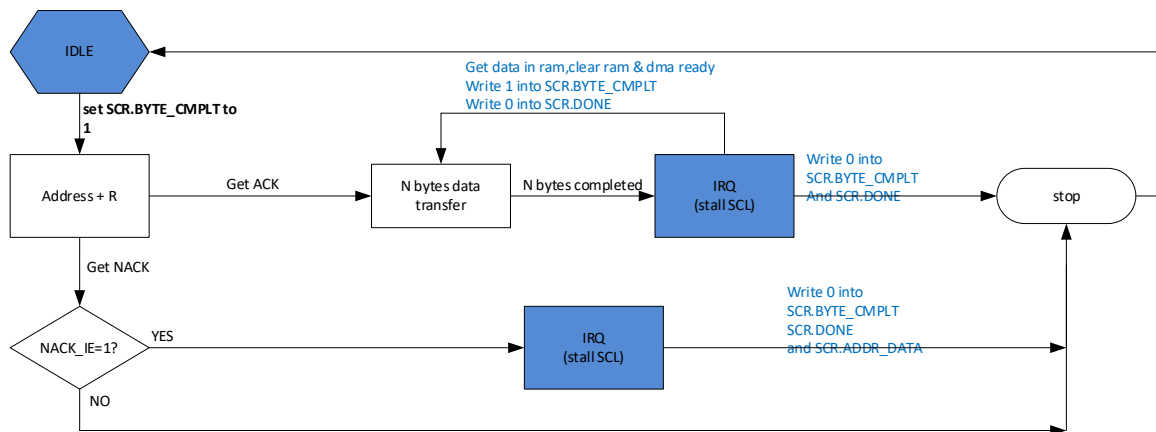 IDLE
Get data in ram,clear ram & dma ready
Write 1 into SCR.BYTE_CMPLT
Write 0 into SCR.DONE
set SCR.BYTE_CMPLT to
1
Address + R
Get ACK
N bytes data
transfer
N bytes completed
IRQ
(stall SCL)
Write 0 into
SCR.BYTE_CMPLT
And SCR.DONE
stop
Get NACK
NACK_IE=1?
YES
IRQ
(stall SCL)
Write 0 into
SCR.BYTE_CMPLT
SCR.DONE
and SCR.ADDR_DATA
NO